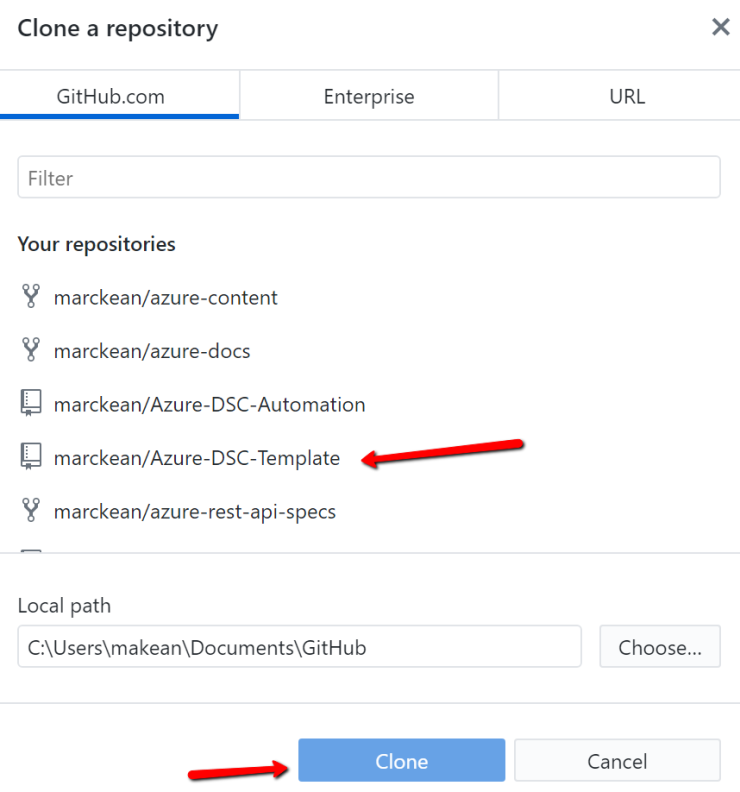 Clone a repository
GitHub.com
Enterprise
URL
Filter
Your repositories
marckean/azure-content
marckean/azure-docs
marckean/Azure-DSC-Automation
marckean/Azure-DSC-Template
marckean/azure-rest-api-specs
Local path
C:\Users\makean\Documents\GitHub
Choose...
Clone
Cancel